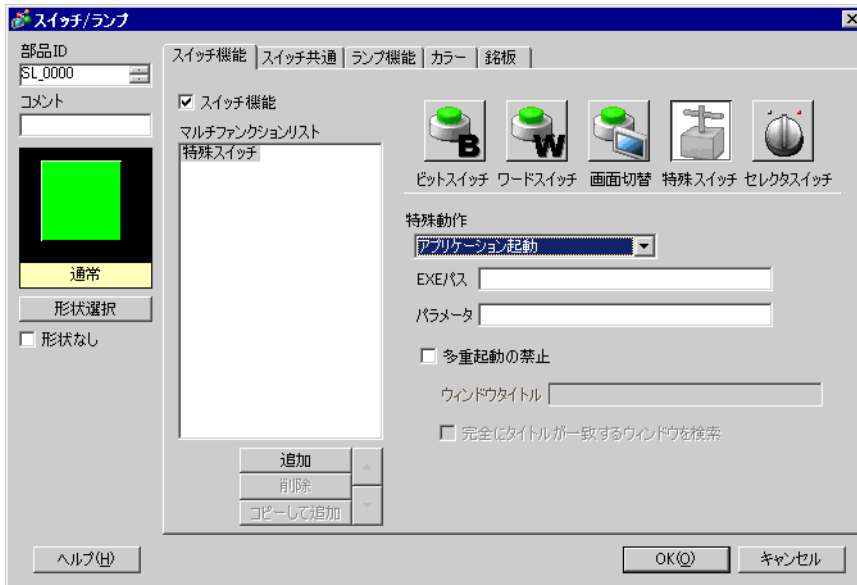 スイッチ/ランプ
部品ID
SL_0000
コメント
通常
形状選択
形状なし
スイッチ機能
スイッチ共通
ランプ機能
カラー
銘板
スイッチ機能
マルチファンクションリスト
特殊スイッチ
追加
削除
コピーして追加
B
W
ビットスイッチ
ワードスイッチ
画面切替
特殊スイッチ
セレクタスイッチ
特殊動作
アプリケーション起動
EXEパス
パラメータ
多重起動の禁止
ウィンドウタイトル
完全にタイトルが一致するウィンドウを検索
ヘルプ(H)
OK(O)
キャンセル